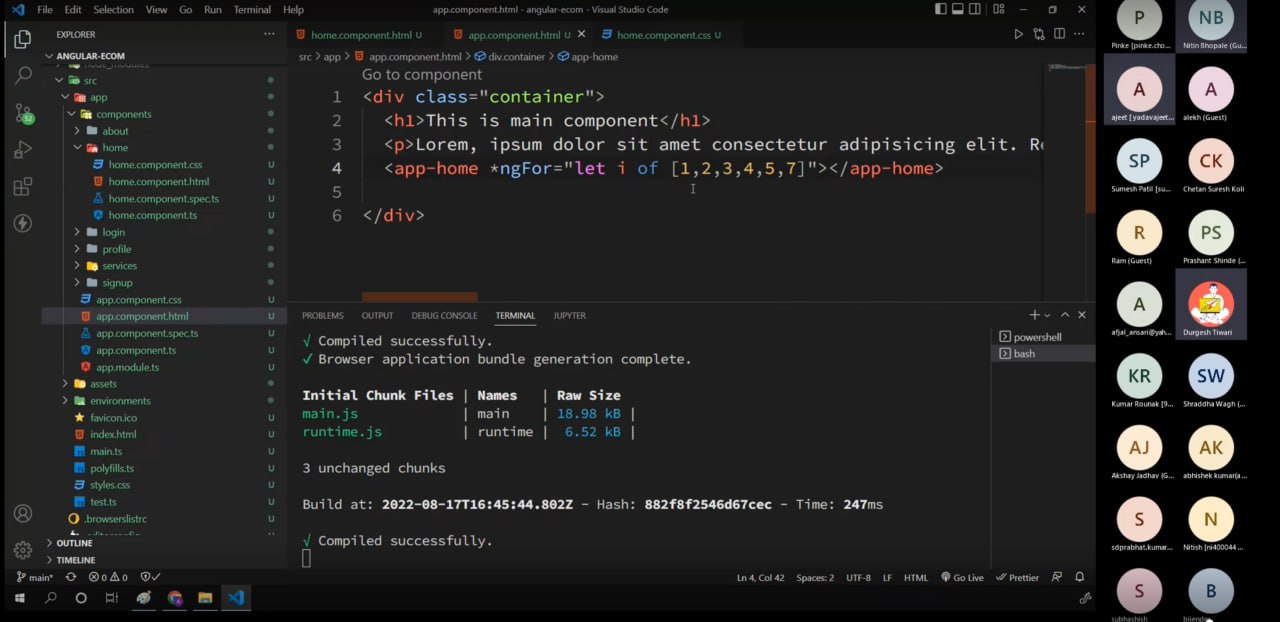 File Edit Selection View Go Run Terminal Help
app.component.html - angular-ecom - Visual Studio Code
EXPLORER
ANGULAR-ECOM
node_modules
src
app
components
about
home
home.component.css
home.component.html
home.component.spec.ts
home.component.ts
login
profile
services
signup
app.component.css
app.component.html
app.component.spec.ts
app.component.ts
app.module.ts
assets
environments
favicon.ico
index.html
main.ts
polyfills.ts
styles.css
test.ts
.browserslistrc
.editorconfig
OUTLINE
TIMELINE
52
home.component.html U
app.component.html U
home.component.css U
src > app > app.component.html > div.container > app-home
Go to component
1 <div class="container">
2 <h1>This is main component</h1>
3 <p>Lorem, ipsum dolor sit amet consectetur adipisicing elit. Re
4 <app-home *ngFor="let i of [1,2,3,4,5,7]"></app-home>
5
6 </div>
PROBLEMS OUTPUT DEBUG CONSOLE TERMINAL JUPYTER
powershell
bash
√ Compiled successfully.
✓ Browser application bundle generation complete.
Initial Chunk Files | Names | Raw Size
main.js | main | 18.98 kB |
runtime.js | runtime | 6.52 kB |
3 unchanged chunks
Build at: 2022-08-17T16:45:44.802Z - Hash: 882f8f2546d67cec - Time: 247ms
√ Compiled successfully.
main* 0 0 Ln 4, Col 42 Spaces: 2 UTF-8 LF HTML Go Live Prettier
P
Pinke [pinke.cho...
NB
Nitin Bhopale (Gu...
A
ajeet [ yadavajeet...
A
alekh (Guest)
SP
Sumesh Patil [su...
CK
Chetan Suresh Koli
R
Ram (Guest)
PS
Prashant Shinde (...
A
afjal_ansari@yah...
Durgesh Tiwari
KR
Kumar Rounak [9...
SW
Shraddha Wagh (...
AJ
Akshay Jadhav (G...
AK
abhishek kumar(a...
S
sdprabhat.kumar...
N
Nitish [ni400044 ...
S
subhashish
B